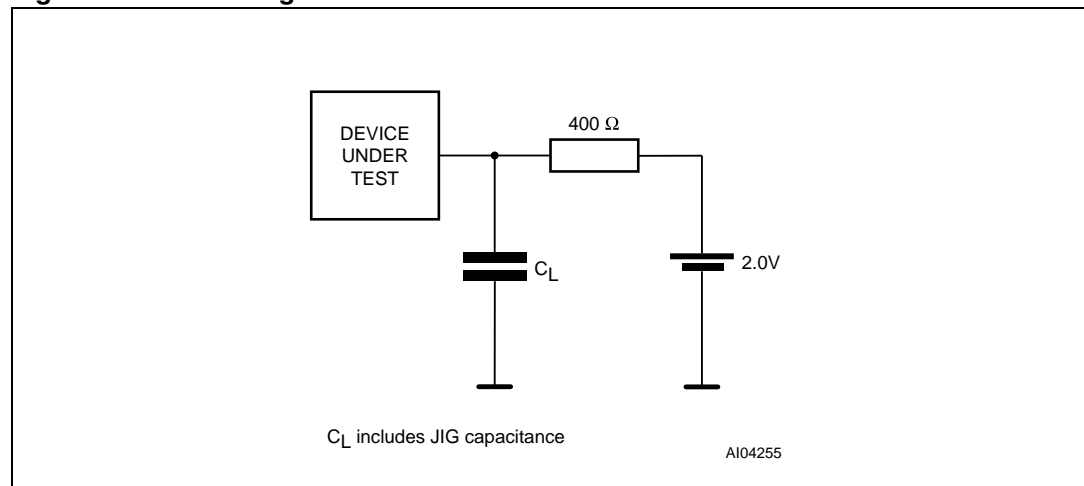 DEVICE
UNDER
TEST
400 Ω
CL
2.0V
CL includes JIG capacitance
AI04255